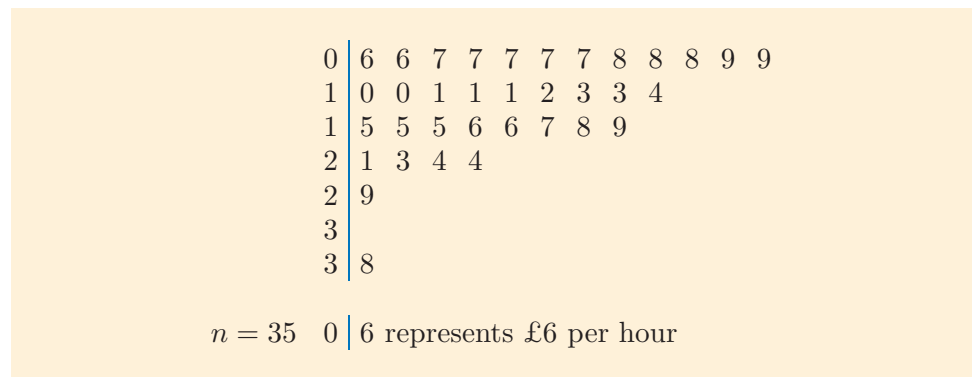 0 | 6 6 7 7 7 7 7 8 8 8 9 9
1 | 0 0 1 1 1 2 3 3 4
1 | 5 5 5 6 6 7 8 9
2 | 1 3 4 4
2 | 9
3 |
3 | 8
n = 35 0 | 6 represents £6 per hour